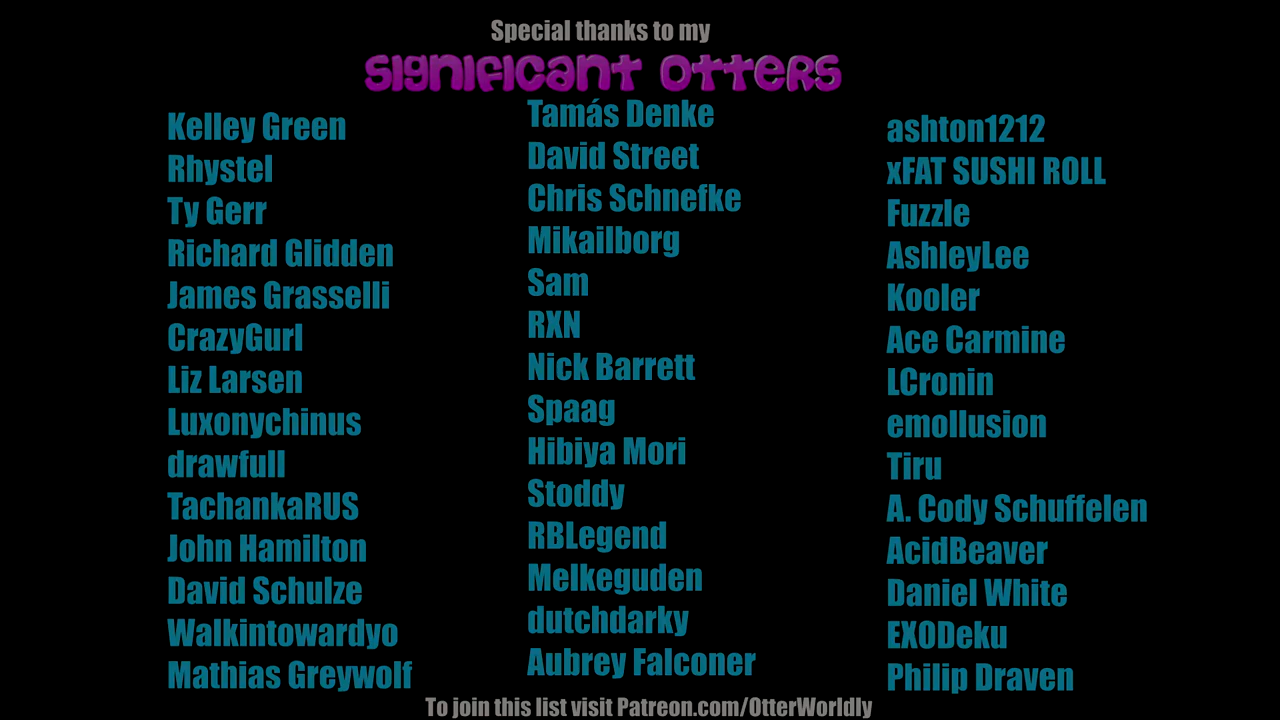 Special thanks to my
Significant Otters
Kelley Green
Rhystel
Ty Gerr
Richard Glidden
James Grasselli
CrazyGurl
Liz Larsen
Luxonychinus
drawfull
TachankaRUS
John Hamilton
David Schulze
Walkintowardyo
Mathias Greywolf
Tamás Denke
David Street
Chris Schnefke
Mikailborg
Sam
RXN
Nick Barrett
Spaag
Hibiya Mori
Stoddy
RBLegend
Melkeguden
dutchdarky
Aubrey Falconer
ashton1212
xFAT SUSHI ROLL
Fuzzle
AshleyLee
Kooler
Ace Carmine
LCronin
emollusion
Tiru
A. Cody Schuffelen
AcidBeaver
Daniel White
EXODeku
Philip Draven
To join this list visit Patreon.com/OtterWorldly